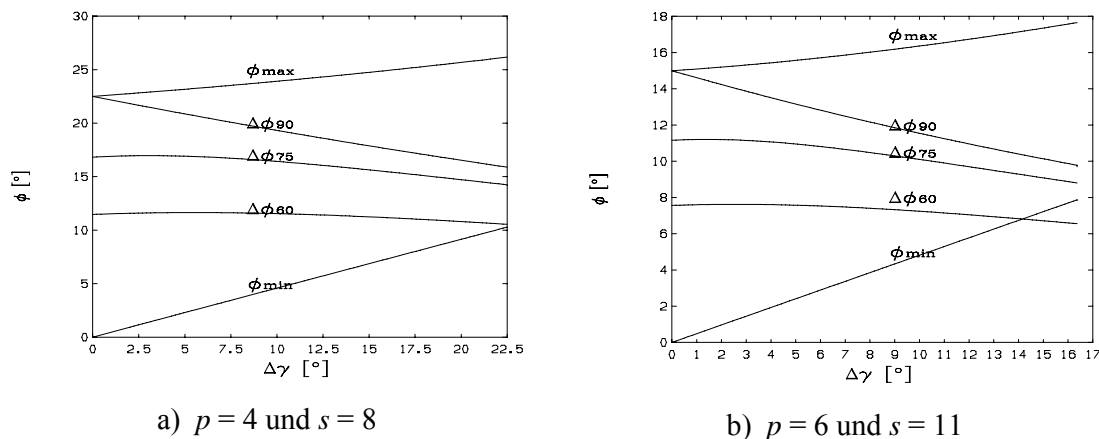 30
25
20
15
10
5
0
ϕ [°]
ϕmax
Δϕ90
Δϕ75
Δϕ60
ϕmin
0 2.5 5 7.5 10 12.5 15 17.5 20 22.5
Δγ [°]
a) p = 4 und s = 8
18
16
14
12
10
8
6
4
2
0
ϕ [°]
ϕmax
Δϕ90
Δϕ75
Δϕ60
ϕmin
0 1 2 3 4 5 6 7 8 9 10 11 12 13 14 15 16 17
Δγ [°]
b) p = 6 und s = 11